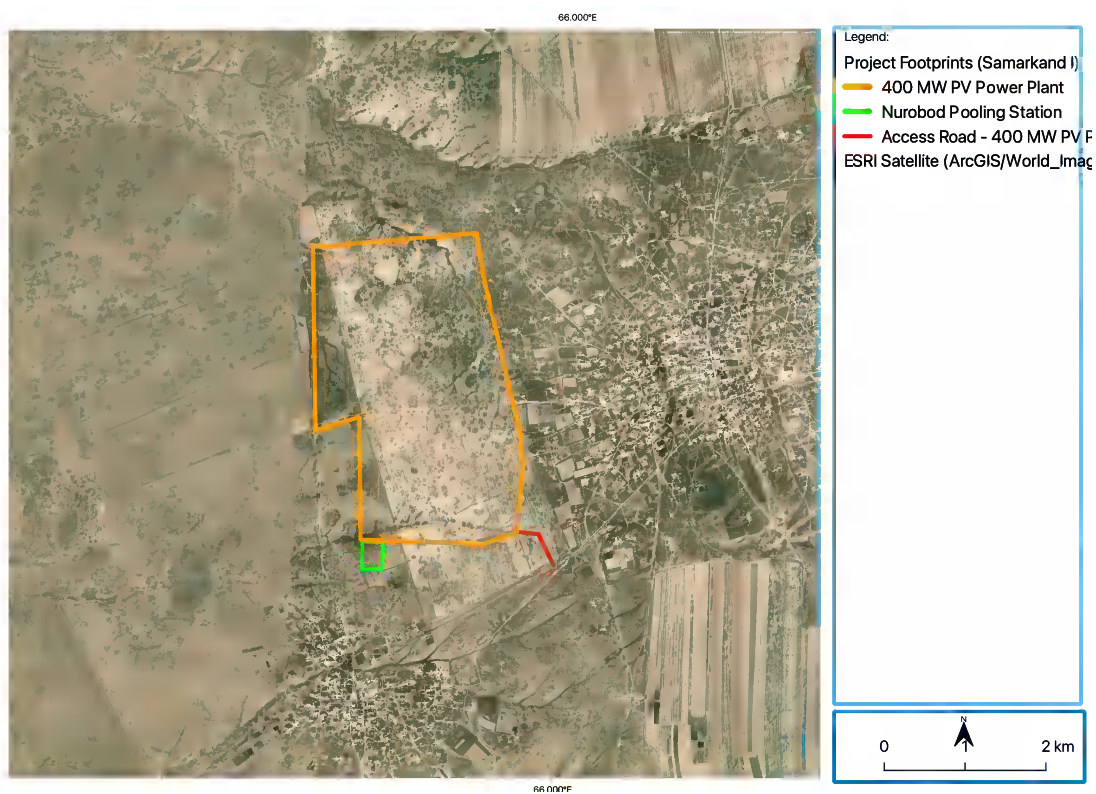 66.000°E
Legend:
Project Footprints (Samarkand I)
400 MW PV Power Plant
Nurobod Pooling Station
Access Road - 400 MW PV P
ESRI Satellite (ArcGIS/World_Imag
N
0 1 2 km
66.000°E